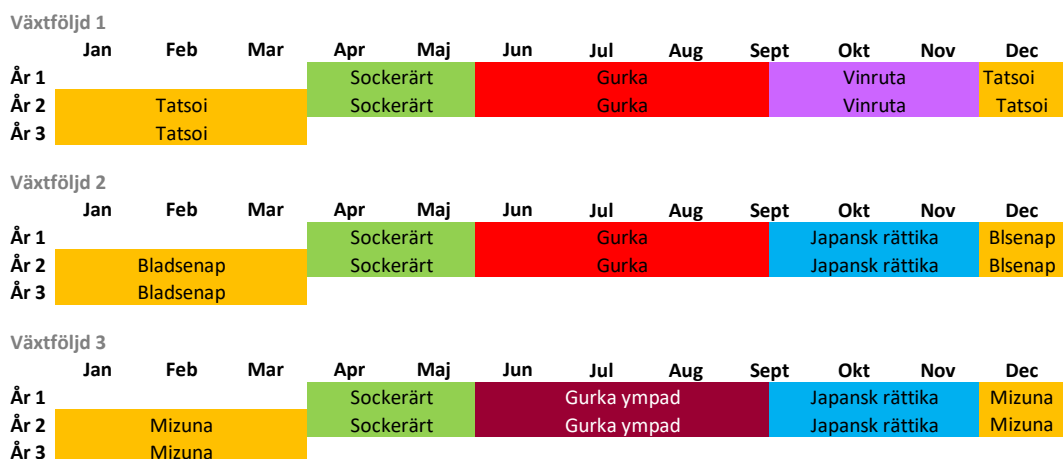 Växtföljd 1
Jan Feb Mar Apr Maj Jun Jul Aug Sept Okt Nov Dec
År 1 Sockerärt Gurka Vinruta Tatsoi
År 2 Tatsoi Sockerärt Gurka Vinruta Tatsoi
År 3 Tatsoi
Växtföljd 2
Jan Feb Mar Apr Maj Jun Jul Aug Sept Okt Nov Dec
År 1 Sockerärt Gurka Japansk rättika Blsenap
År 2 Bladsenap Sockerärt Gurka Japansk rättika Blsenap
År 3 Bladsenap
Växtföljd 3
Jan Feb Mar Apr Maj Jun Jul Aug Sept Okt Nov Dec
År 1 Sockerärt Gurka ympad Japansk rättika Mizuna
År 2 Mizuna Sockerärt Gurka ympad Japansk rättika Mizuna
År 3 Mizuna